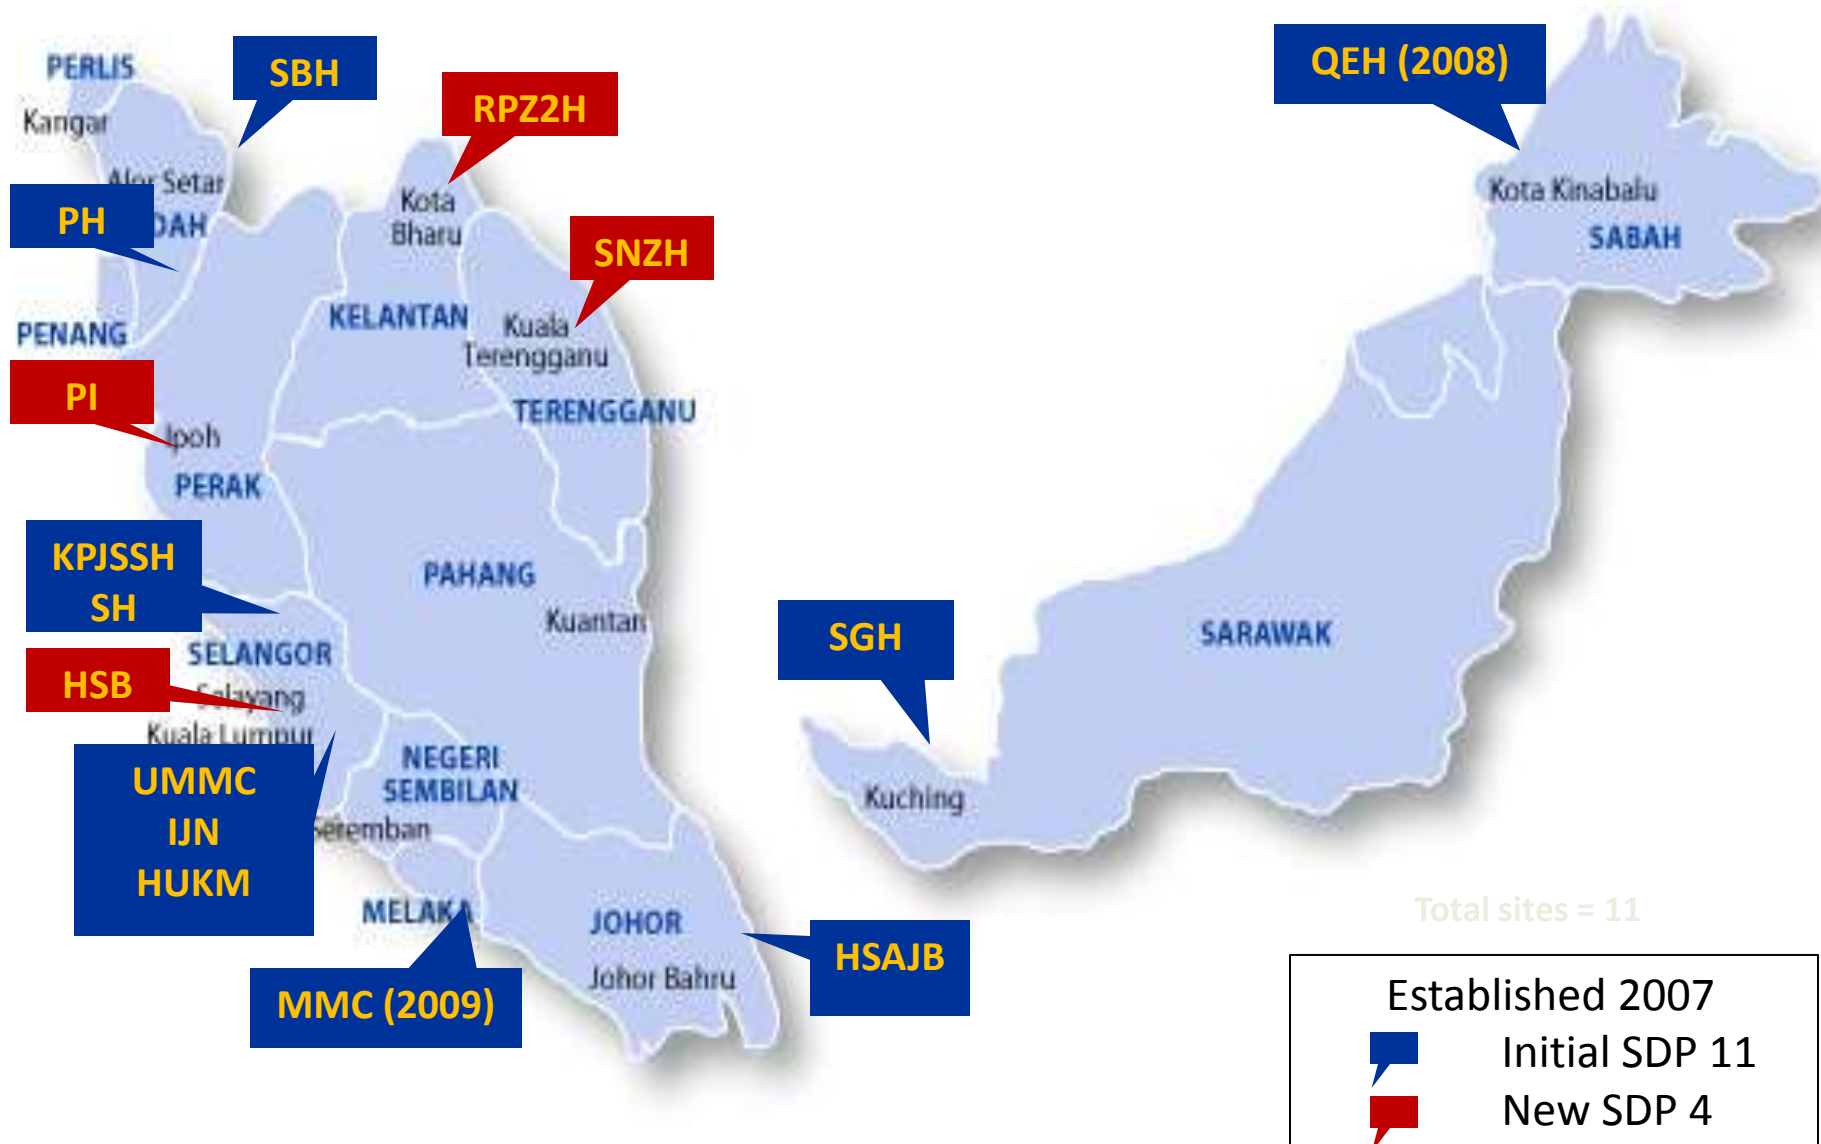 PERLIS
Kangar
SBH
RPZ2H
QEH (2008)
Alor Setar
PH
DAH
Kota
Bharu
SNZH
Kota Kinabalu
SABAH
PENANG
KELANTAN
Kuala
Terengganu
PI
TERENGGANU
Ipoh
PERAK
KPJSSH
SH
PAHANG
Kuantan
SGH
SARAWAK
SELANGOR
HSB
Selayang
Kuala Lumpur
UMMC
IJN
HUKM
NEGERI
SEMBILAN
Seremban
Kuching
MELAKA
JOHOR
HSAJB
Johor Bahru
MMC (2009)
Total sites = 11
Established 2007
Initial SDP 11
New SDP 4